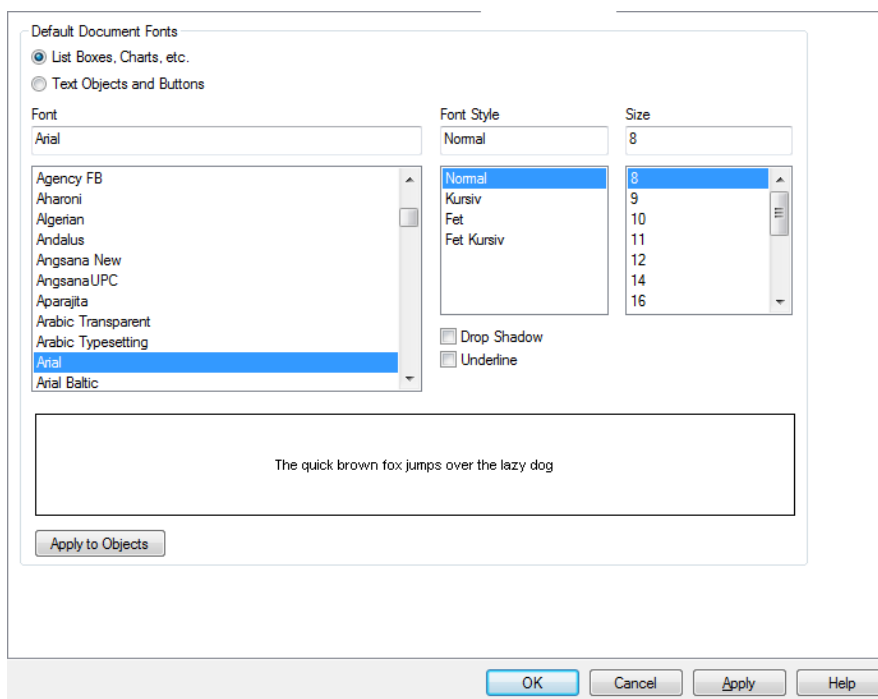 Default Document Fonts
List Boxes, Charts, etc.
Text Objects and Buttons
Font Font Style Size
Arial Normal 8
Agency FB Normal 8
Aharoni Kursiv 9
Algerian Fet 10
Andalus Fet Kursiv 11
Angsana New 12
AngsanaUPC 14
Aparajita 16
Arabic Transparent
Arabic Typesetting
Arial
Arial Baltic
Drop Shadow
Underline
The quick brown fox jumps over the lazy dog
Apply to Objects
OK Cancel Apply Help